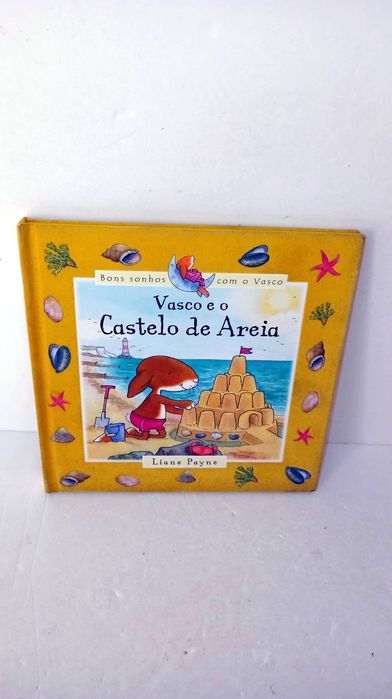 Bons sonhos com o Vasco
Vasco e o
Castelo de Areia
Liane Payne